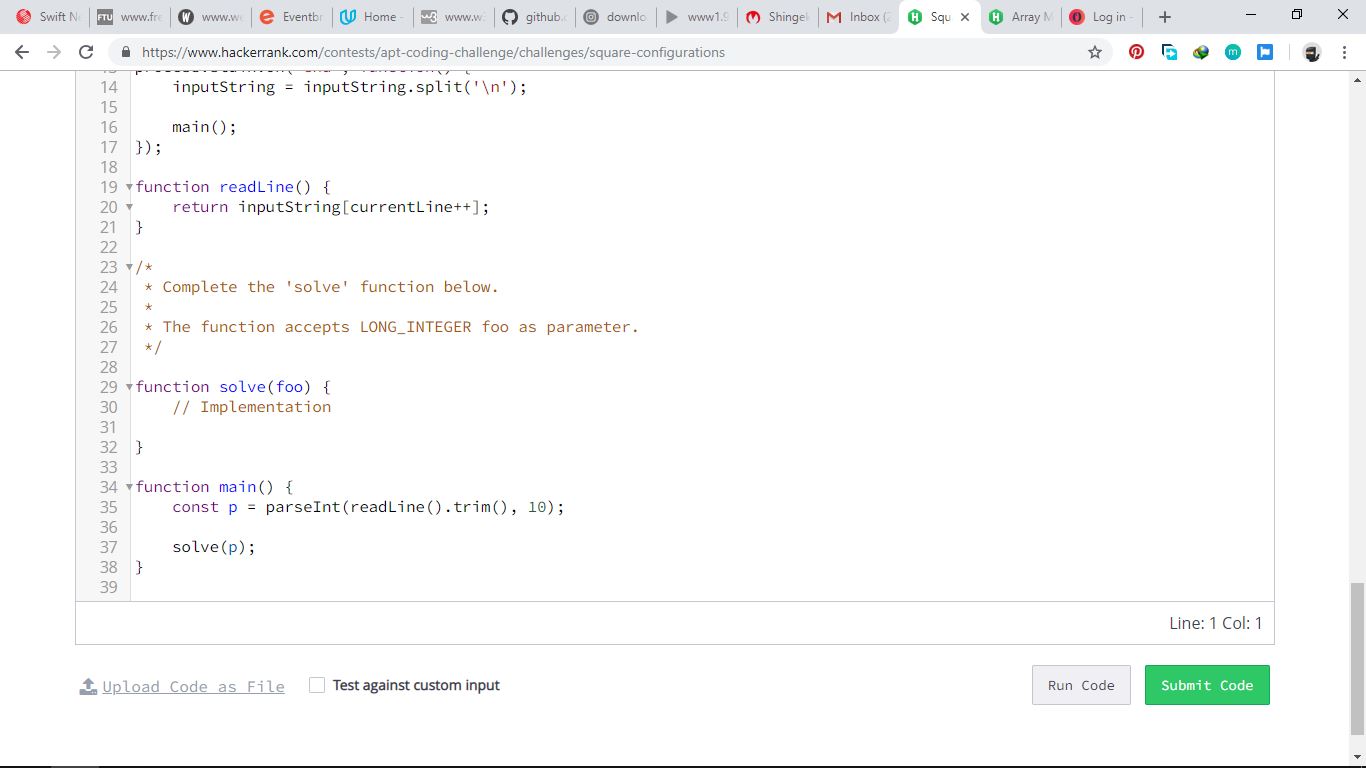 Swift Ne
www.fre
www.we
Eventbr
Home -
www.w3
github.c
downlo
www1.9
Shingek
Inbox (2
Squ
Array M
Log in -
https://www.hackerrank.com/contests/apt-coding-challenge/challenges/square-configurations
14 inputString = inputString.split('\n');
15
16 main();
17 });
18
19 function readLine() {
20 return inputString[currentLine++];
21 }
22
23 /*
24 * Complete the 'solve' function below.
25 *
26 * The function accepts LONG_INTEGER foo as parameter.
27 */
28
29 function solve(foo) {
30 // Implementation
31
32 }
33
34 function main() {
35 const p = parseInt(readLine().trim(), 10);
36
37 solve(p);
38 }
39
Line: 1 Col: 1
Upload Code as File
Test against custom input
Run Code
Submit Code